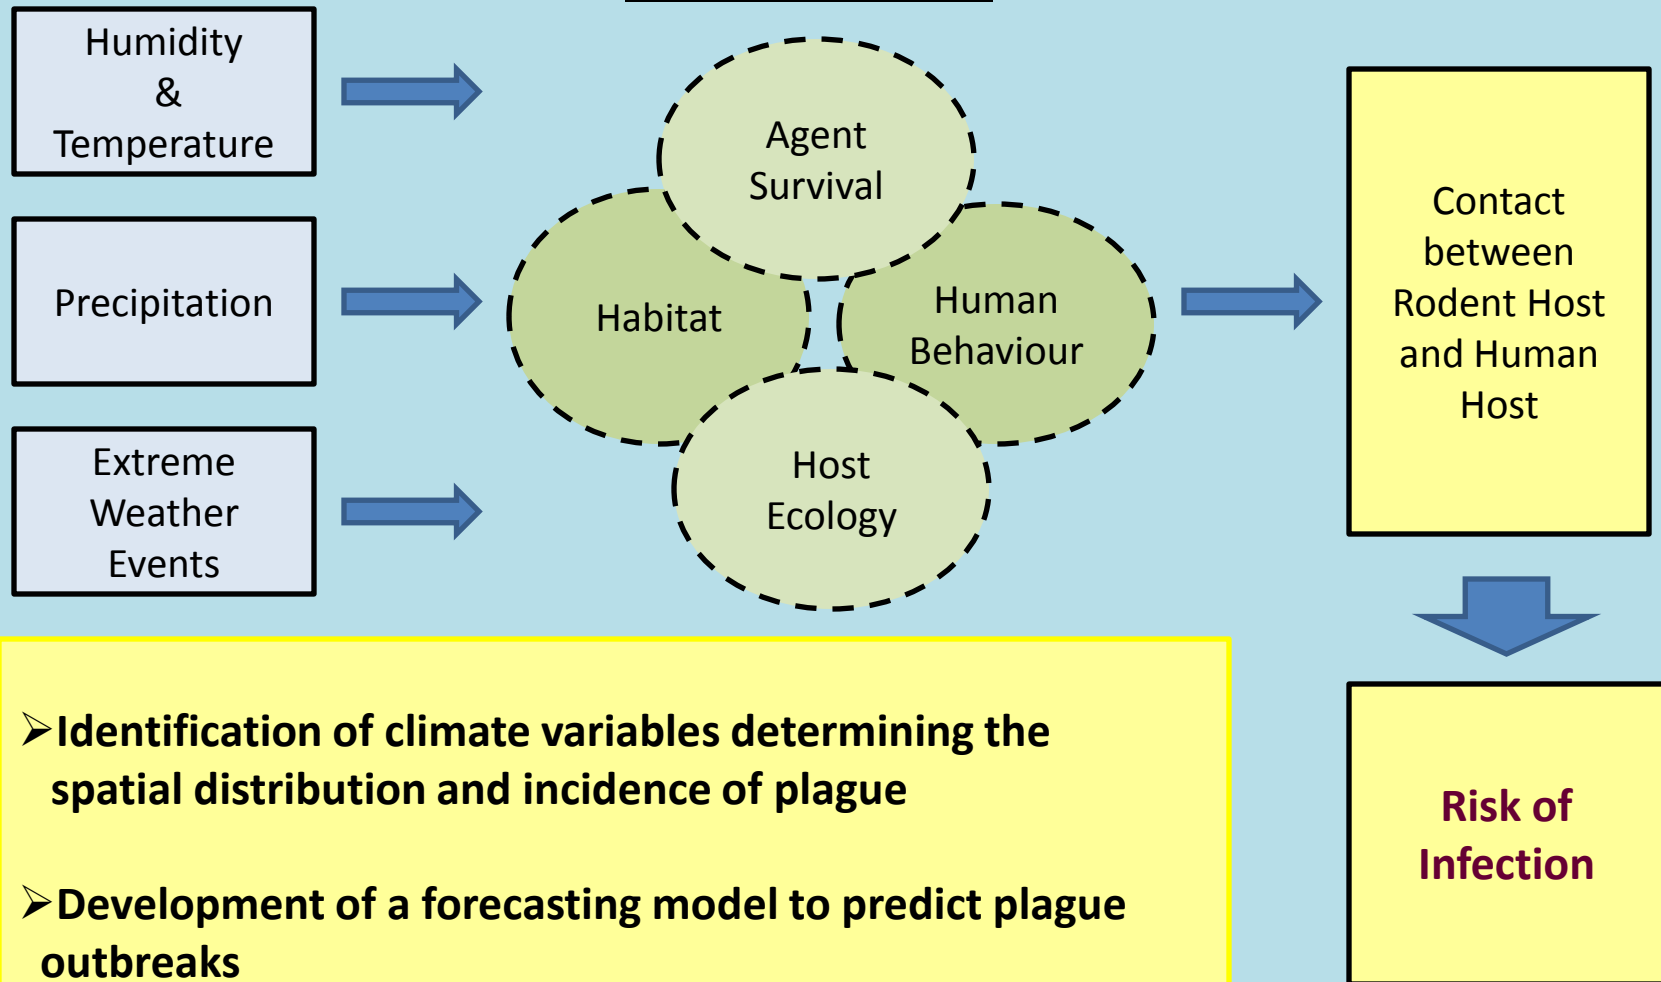 Humidity
&
Temperature
Precipitation
Extreme
Weather
Events
Agent
Survival
Habitat
Human
Behaviour
Host
Ecology
Contact
between
Rodent Host
and Human
Host
Risk of
Infection
➢Identification of climate variables determining the
spatial distribution and incidence of plague
➢Development of a forecasting model to predict plague
outbreaks